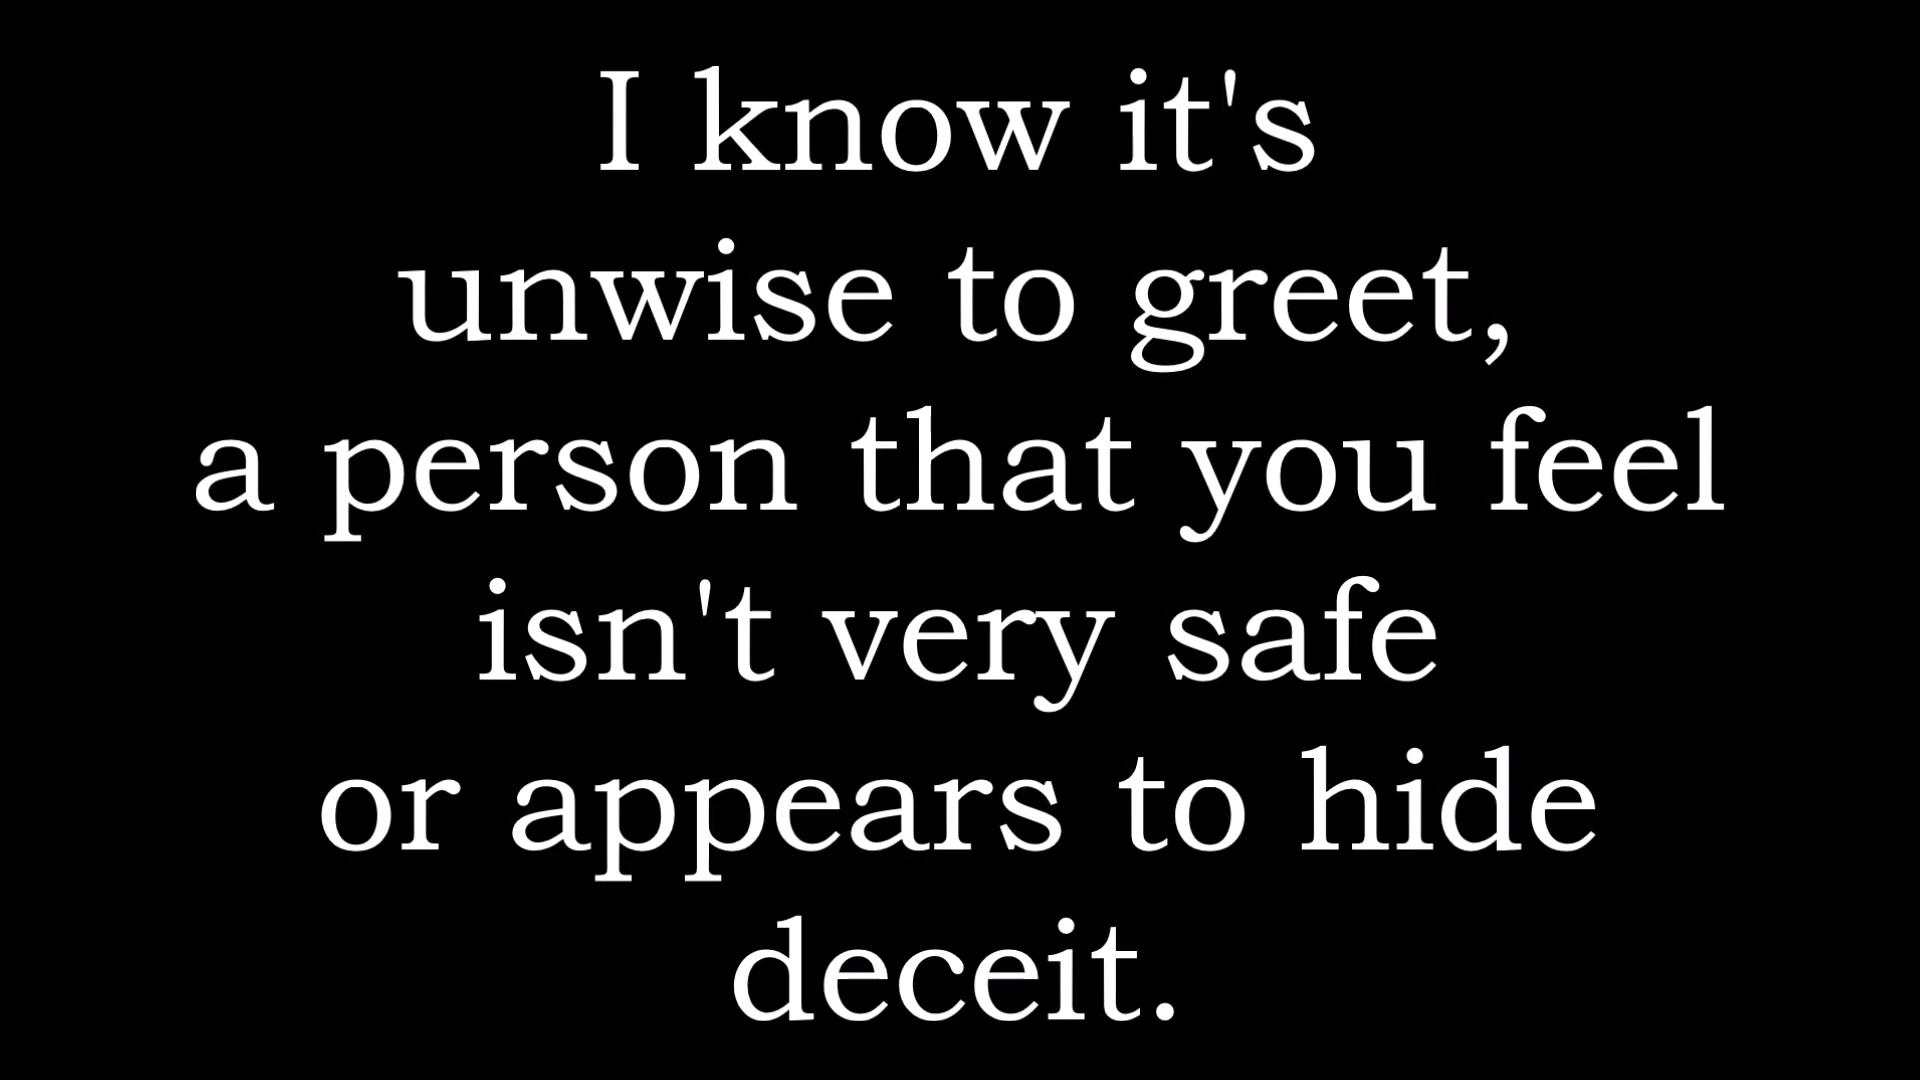 I know it's
unwise to greet,
a person that you feel
isn't very safe
or appears to hide
deceit.